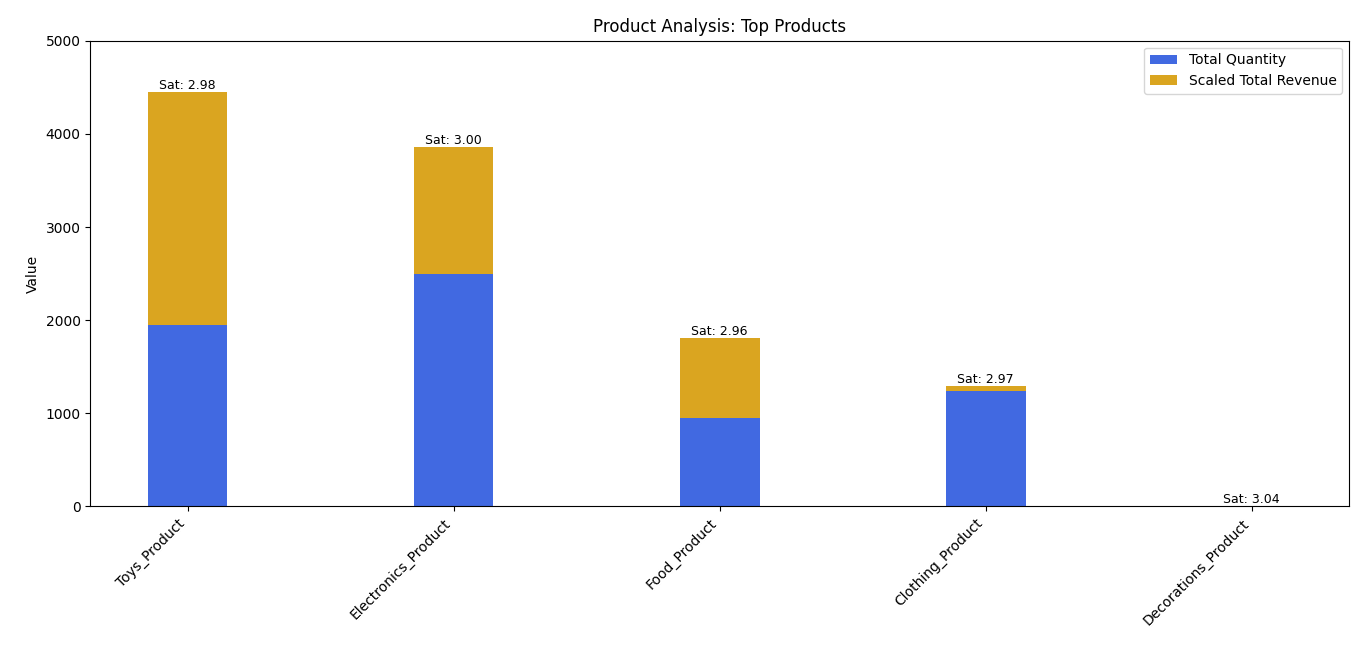 Product Analysis: Top Products
5000
4000
3000
2000
1000
0
Value
Total Quantity
Scaled Total Revenue
Sat: 2.98
Sat: 3.00
Sat: 2.96
Sat: 2.97
Sat: 3.04
Toys_Product
Electronics_Product
Food_Product
Clothing_Product
Decorations_Product